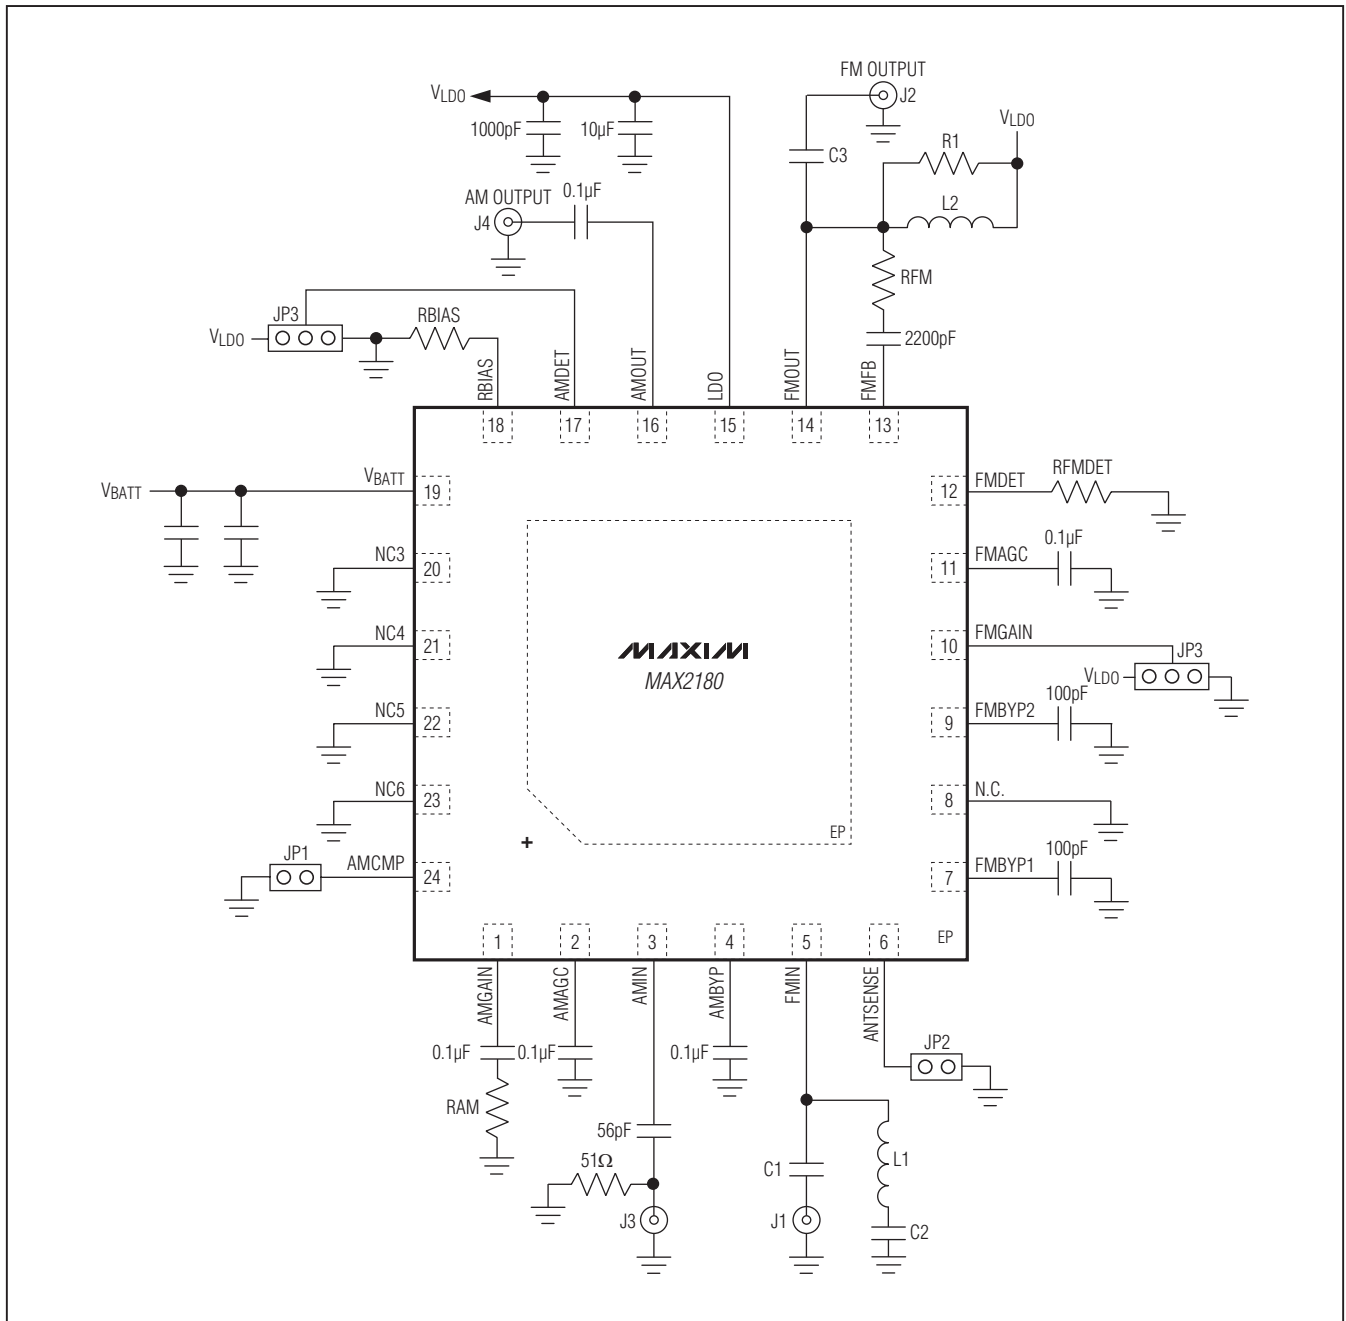 FM OUTPUT
J2
VLDO
1000pF
10µF
C3
VLDO
R1
L2
AM OUTPUT
0.1µF
J4
RFM
2200pF
JP3
VLDO
RBIAS
RBIAS
AMDET
AMOUT
LDO
FMOUT
FMFB
18
17
16
15
14
13
VBATT
VBATT
19
12
FMDET
RFMDET
NC3
20
11
FMAGC
0.1µF
NC4
21
10
FMGAIN
JP3
VLDO
MAXIM
MAX2180
NC5
22
9
FMBYP2
100pF
NC6
23
8
N.C.
+
EP
JP1
AMCMP
24
7
FMBYP1
100pF
1
2
3
4
5
6
EP
AMGAIN
AMAGC
AMIN
AMBYP
FMIN
ANTSENSE
0.1µF
0.1µF
0.1µF
JP2
RAM
56pF
51Ω
J3
C1
J1
L1
C2